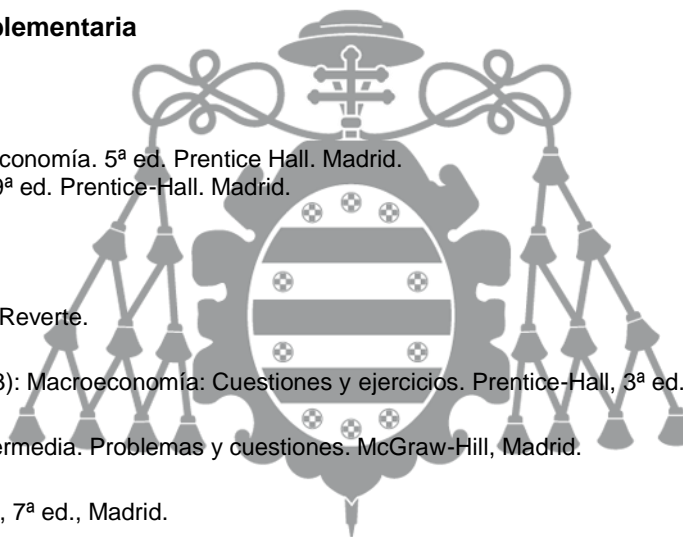 plementaria
conomía. 5ª ed. Prentice Hall. Madrid.
9ª ed. Prentice-Hall. Madrid.
Reverte.
): Macroeconomía: Cuestiones y ejercicios. Prentice-Hall, 3ª ed.
ermedia. Problemas y cuestiones. McGraw-Hill, Madrid.
, 7ª ed., Madrid.